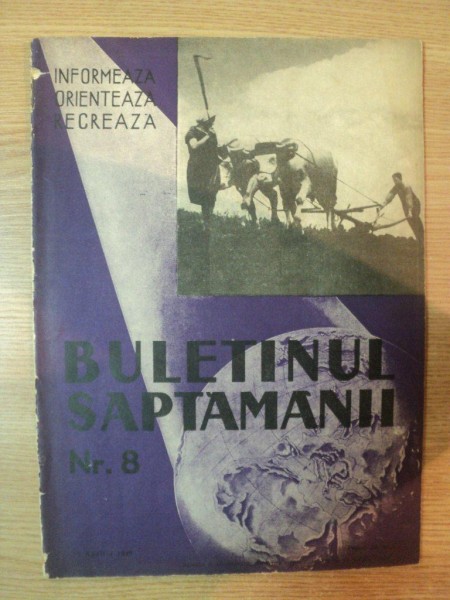 INFORMEAZA
ORIENTEAZA
RECREAZA
BULETINUL
SAPTAMANII
Nr. 8